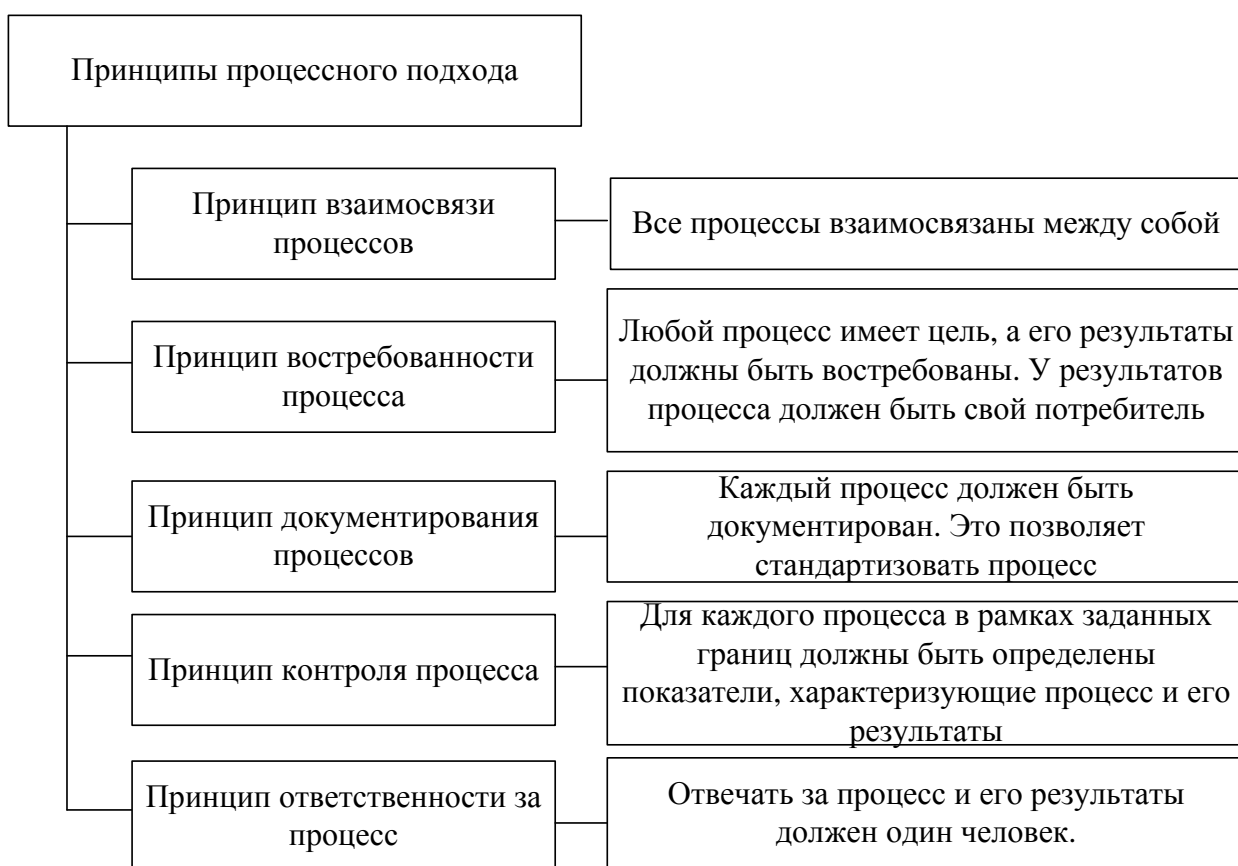 Принципы процессного подхода
Принцип взаимосвязи
процессов
Все процессы взаимосвязаны между собой
Принцип востребованности
процесса
Любой процесс имеет цель, а его результаты
должны быть востребованы. У результатов
процесса должен быть свой потребитель
Принцип документирования
процессов
Каждый процесс должен быть
документирован. Это позволяет
стандартизовать процесс
Принцип контроля процесса
Для каждого процесса в рамках заданных
границ должны быть определены
показатели, характеризующие процесс и его
результаты
Принцип ответственности за
процесс
Отвечать за процесс и его результаты
должен один человек.